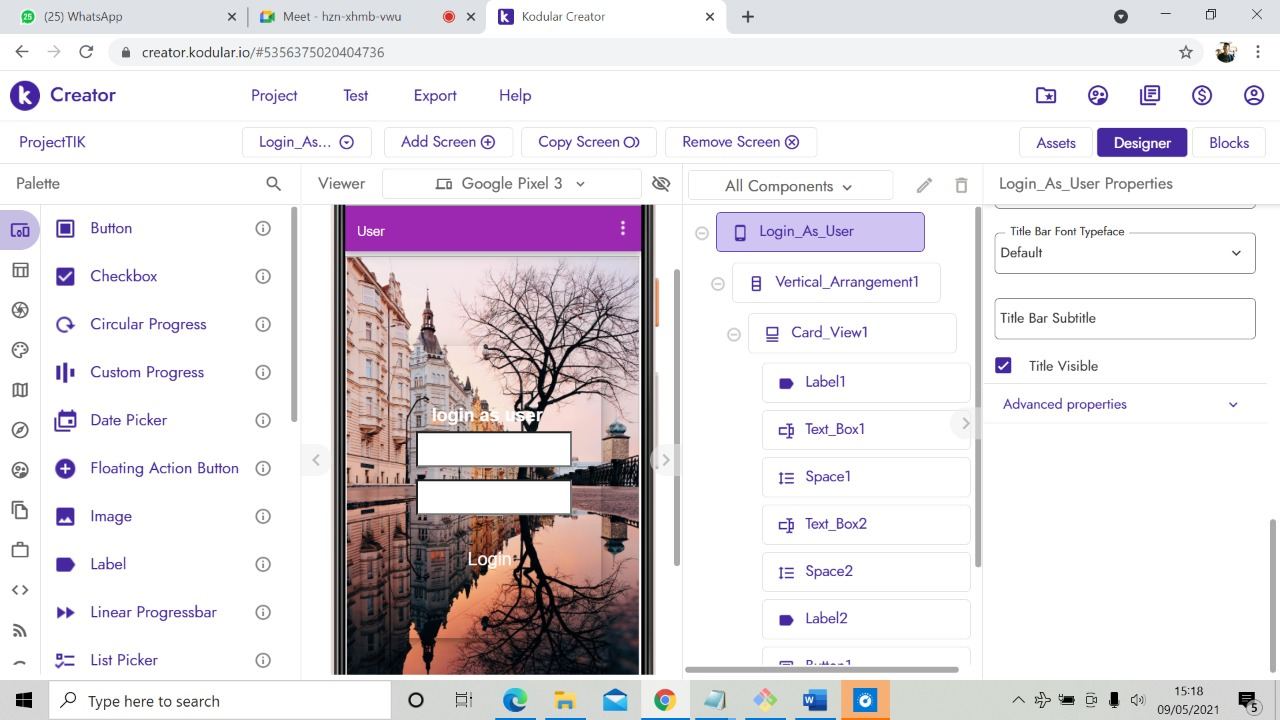 (25) WhatsApp
Meet - hzn-xhmb-vwu
Kodular Creator
creator.kodular.io/#5356375020404736
Creator
Project
Test
Export
Help
ProjectTIK
Login_As...
Add Screen
Copy Screen
Remove Screen
Assets
Designer
Blocks
Palette
Viewer
Google Pixel 3
All Components
Login_As_User Properties
Button
Checkbox
Circular Progress
Custom Progress
Date Picker
Floating Action Button
Image
Label
Linear Progressbar
List Picker
User
login as user
Login
Login_As_User
Vertical_Arrangement1
Card_View1
Label1
Text_Box1
Space1
Text_Box2
Space2
Label2
Button1
Title Bar Font Typeface
Default
Title Bar Subtitle
Title Visible
Advanced properties
Type here to search
15:18
09/05/2021
5